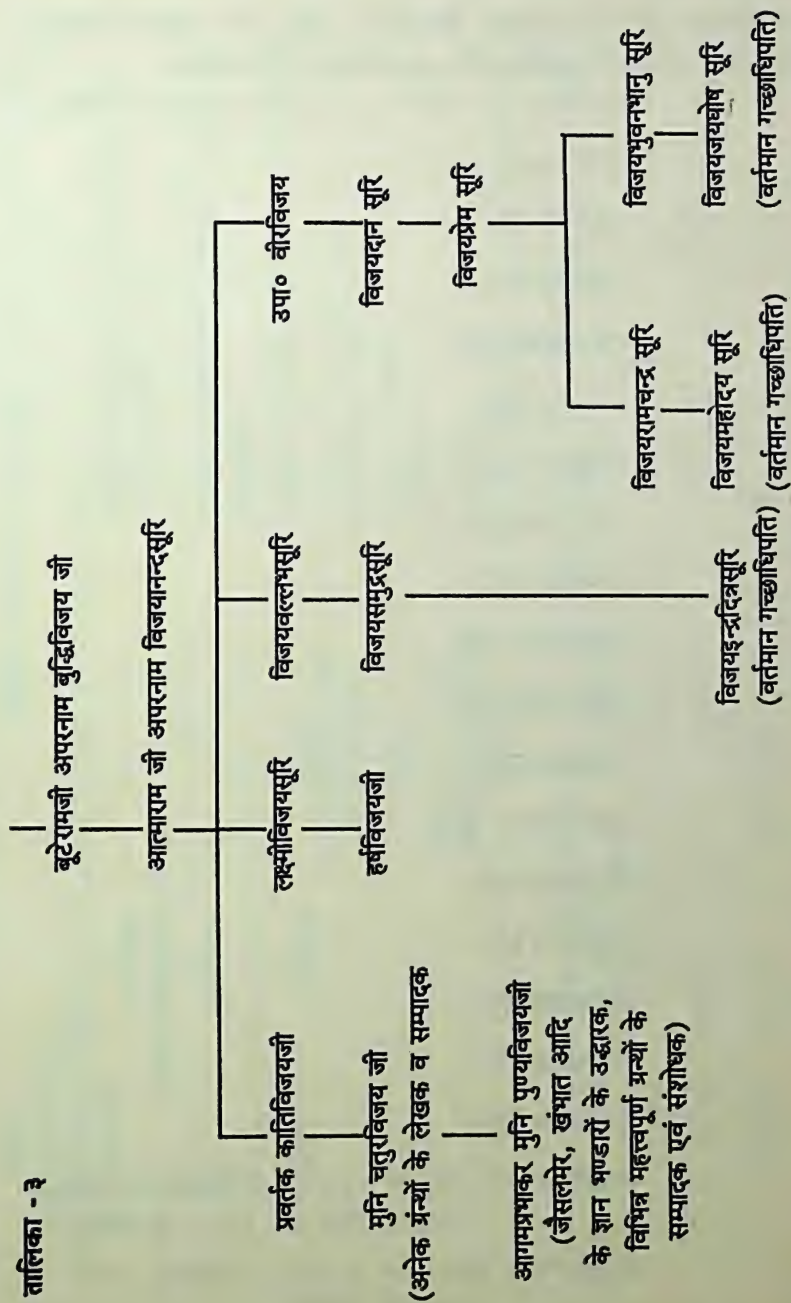 तालिका - ३
बूटेरामजी अपरनाम बुद्धिविजय जी
आत्माराम जी अपरनाम विजयानन्दसूरि
प्रवर्तक कांतिविजयजी
मुनि चतुरविजय जी
(अनेक ग्रंन्थों के लेखक व सम्पादक
आगमप्रभाकर मुनि पुण्यविजयजी
(जैसलमेर, खंभात आदि
के ज्ञान भण्डारों के उद्धारक,
विभिन्न महत्त्वपूर्ण ग्रन्थों के
सम्पादक एवं संशोधक)
लक्ष्मीविजयसूरि
हर्षविजयजी
विजयवल्लभसूरि
विजयसमुद्रसूरि
विजयइन्द्रदिन्नसूरि
(वर्तमान गच्छाधिपति)
उपा० वीरविजय
विजयदान सूरि
विजयप्रेम सूरि
विजयरामचन्द्र सूरि
विजयमहोदय सूरि
(वर्तमान गच्छाधिपति)
विजयभुवनभानु सूरि
विजयजयघोष सूरि
(वर्तमान गच्छाधिपति)